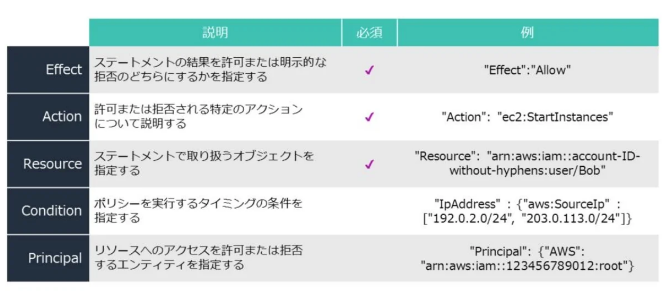 説明 必須 例
Effect ステートメントの結果を許可または明示的な
拒否のどちらにするかを指定する ✓ "Effect":"Allow"
Action 許可または拒否される特定のアクション
について説明する ✓ "Action": "ec2:StartInstances"
Resource ステートメントで取り扱うオブジェクトを
指定する ✓ "Resource": "arn:aws:iam::account-ID-
without-hyphens:user/Bob"
Condition ポリシーを実行するタイミングの条件を
指定する "IpAddress" : {"aws:SourceIp" :
["192.0.2.0/24", "203.0.113.0/24"]}
Principal リソースへのアクセスを許可または拒否
するエンティティを指定する "Principal": {"AWS":
"arn:aws:iam::123456789012:root"}